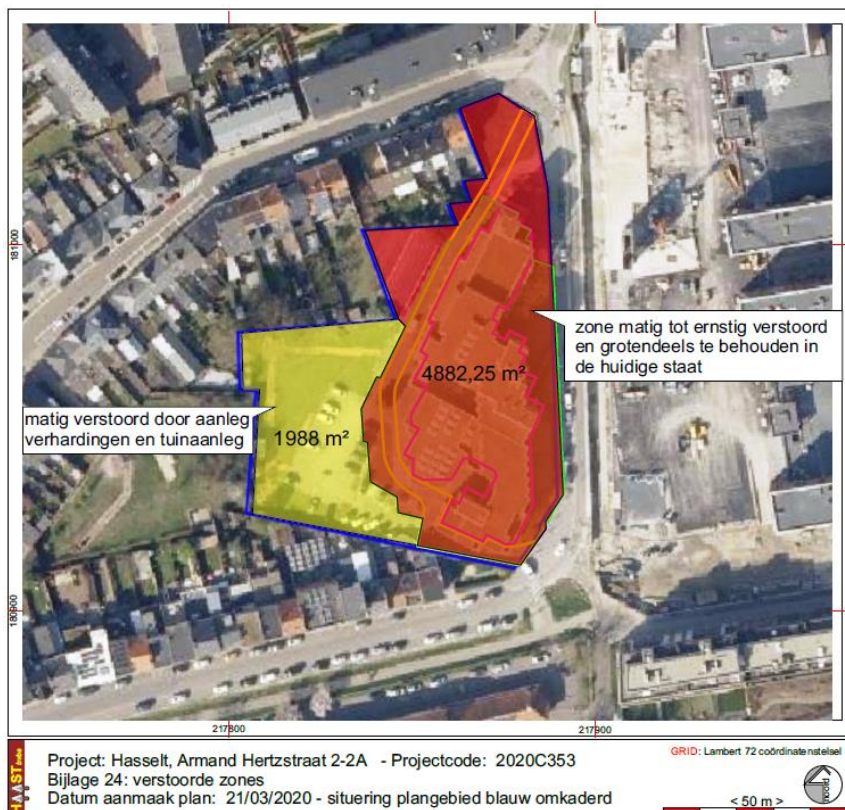 181000
zone matig tot ernstig verstoord
en grotendeels te behouden in
de huidige staat
4882,25 m²
matig verstoord door aanleg
verhardingen en tuinaanleg
1988 m²
180900
217800
217900
HAAST
Project: Hasselt, Armand Hertzstraat 2-2A - Projectcode: 2020C353
Bijlage 24: verstoorde zones
Datum aanmaak plan: 21/03/2020 - situering plangebied blauw omkaderd
GRID: Lambert 72 coördinatenstelsel
noord
< 50 m >